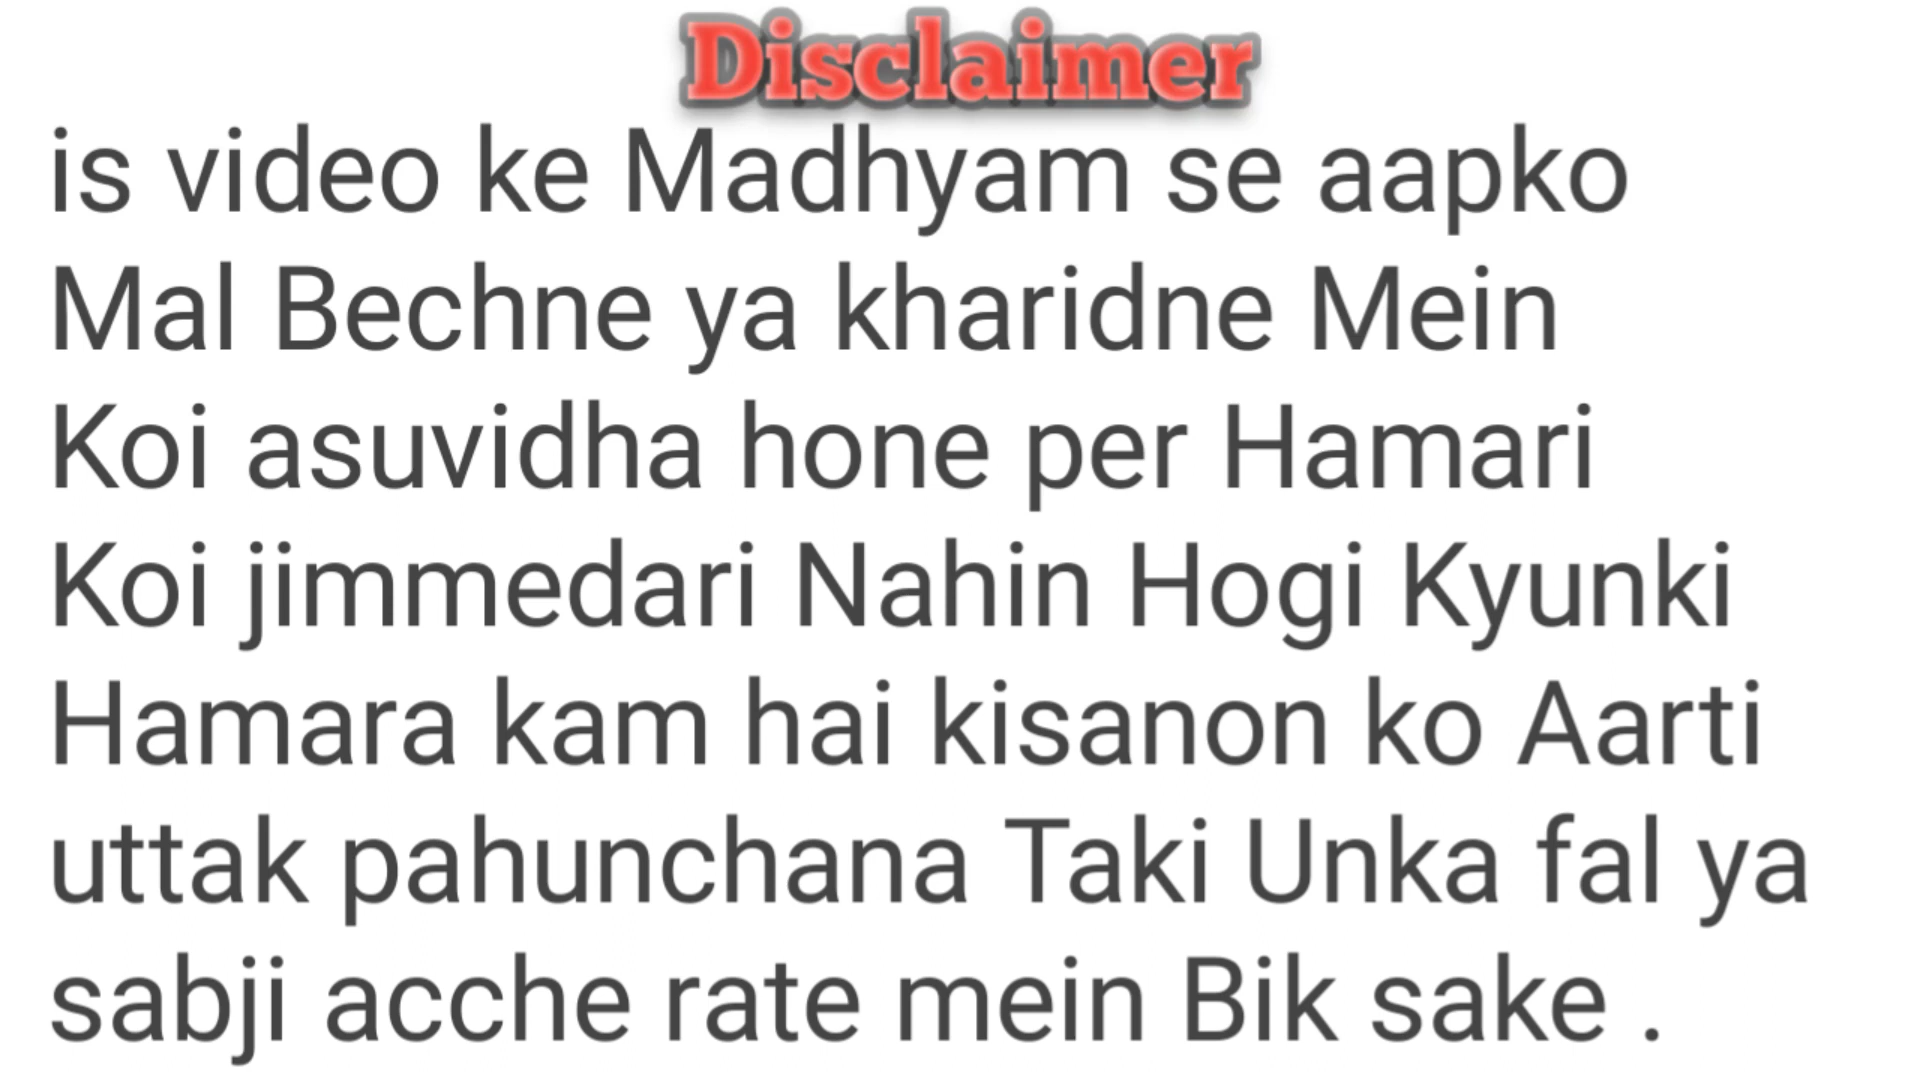 Disclaimer
is video ke Madhyam se aapko
Mal Bechne ya kharidne Mein
Koi asuvidha hone per Hamari
Koi jimmedari Nahin Hogi Kyunki
Hamara kam hai kisanon ko Aarti
uttak pahunchana Taki Unka fal ya
sabji acche rate mein Bik sake .